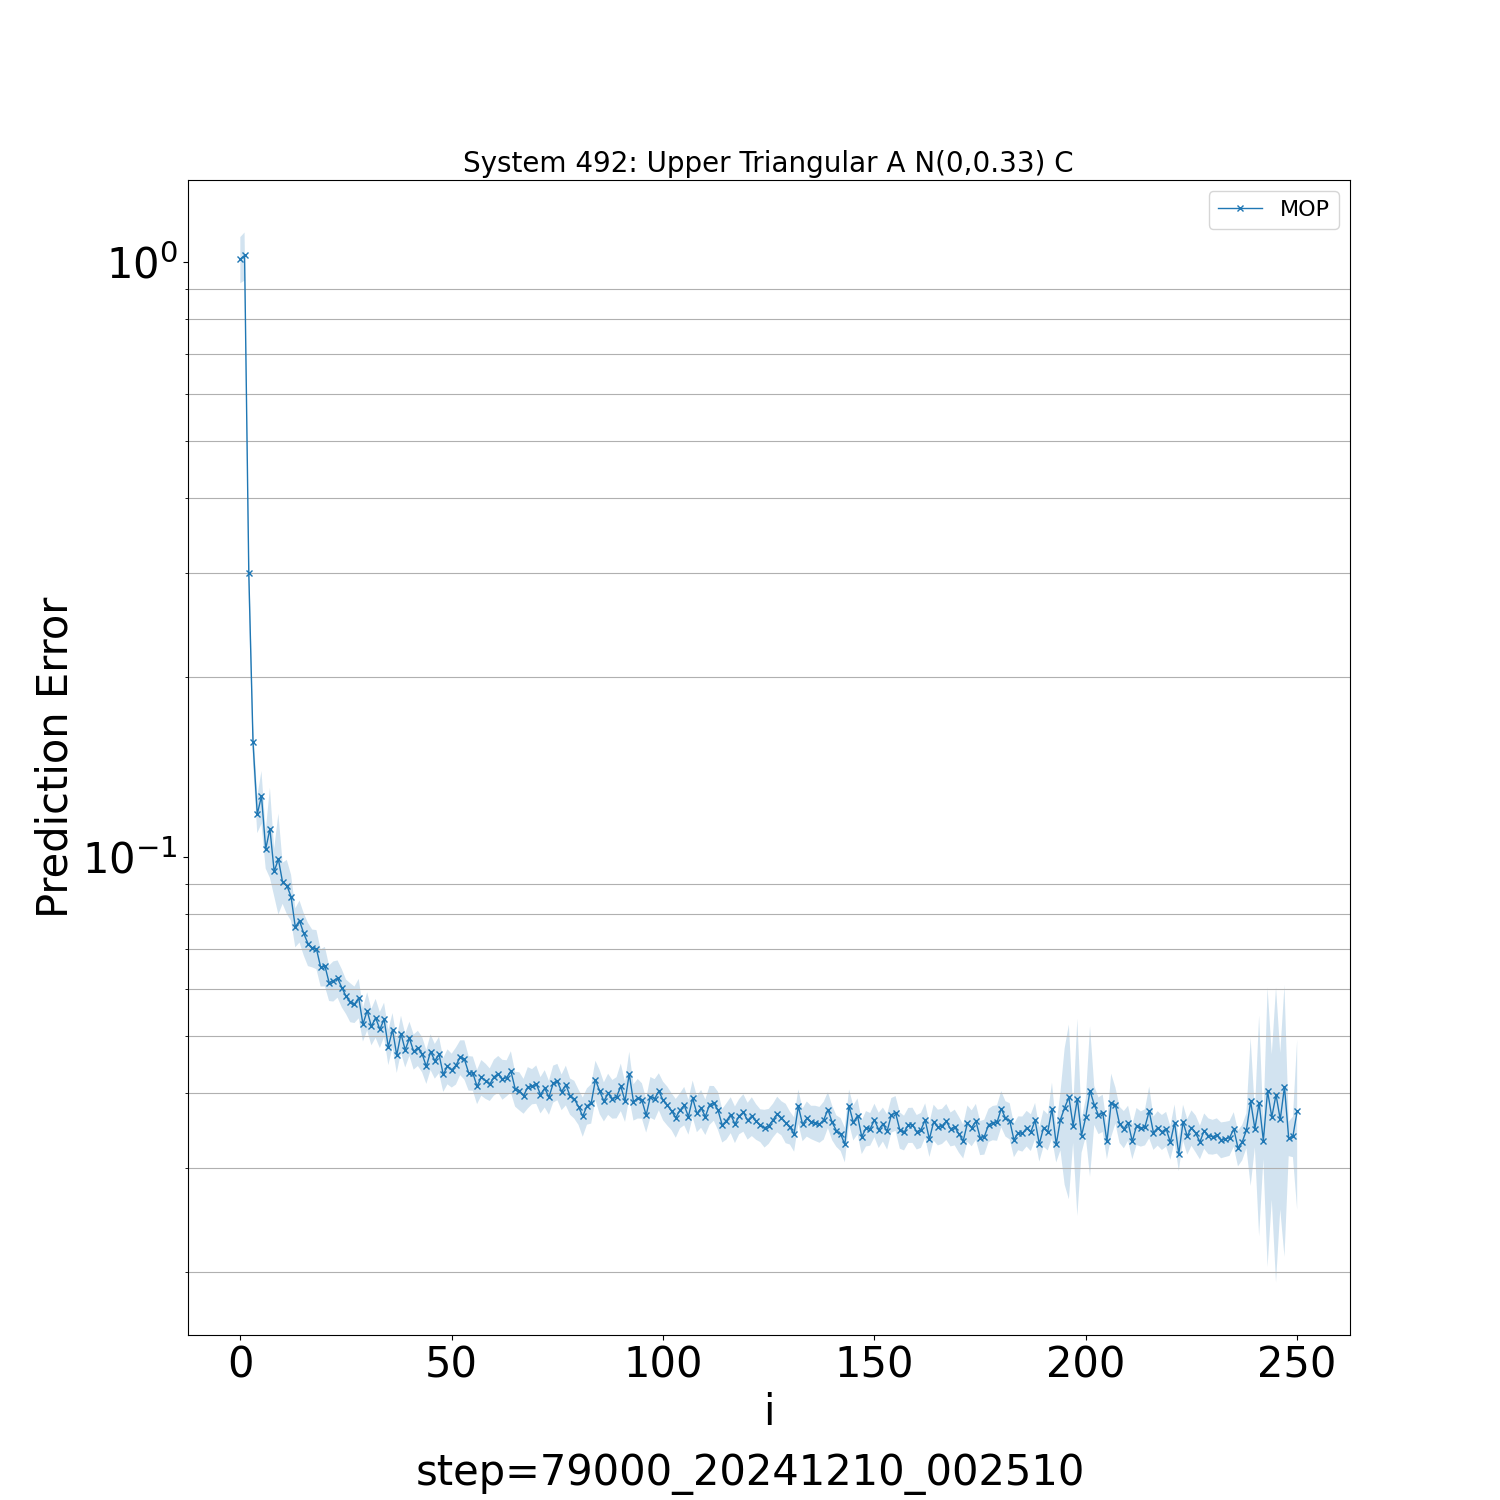 System 492: Upper Triangular A N(0,0.33) C
MOP
10⁰
10⁻¹
Prediction Error
0 50 100 150 200 250
i
step=79000_20241210_002510